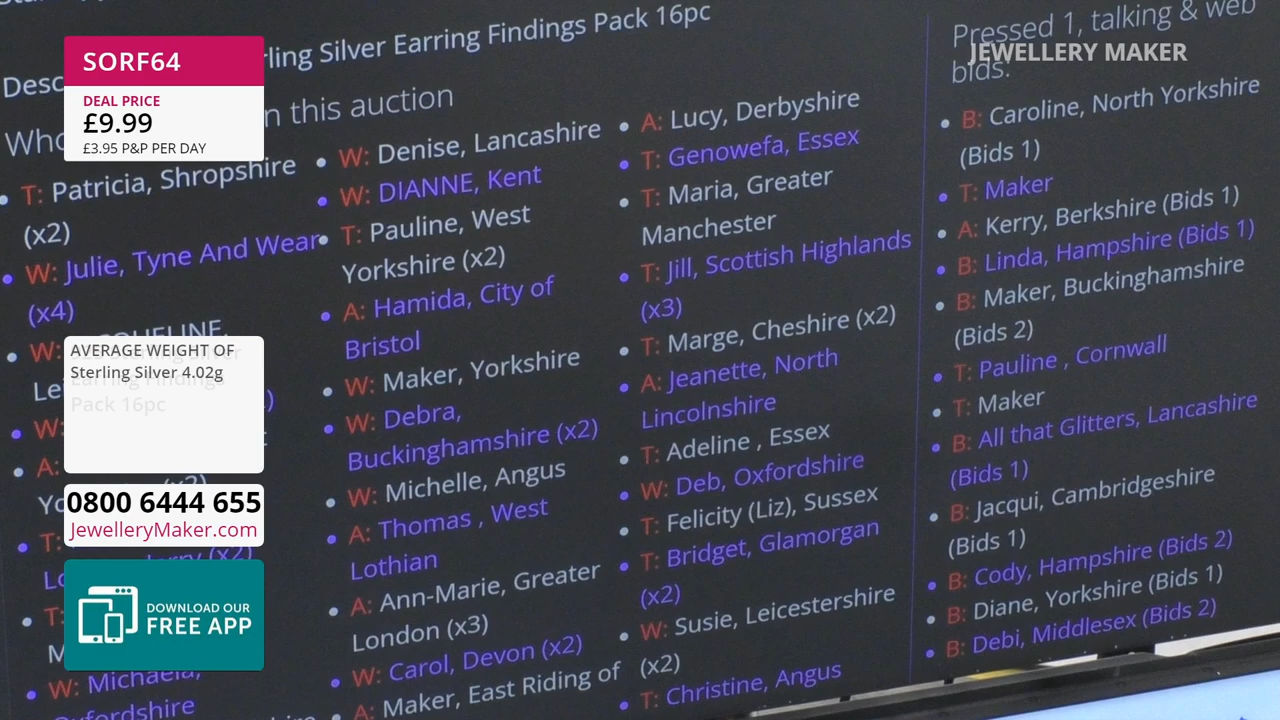 SORF64
DEAL PRICE
£9.99
£3.95 P&P PER DAY
AVERAGE WEIGHT OF
Sterling Silver 4.02g
Earring Findings
Pack 16pc
0800 6444 655
JewelleryMaker.com
DOWNLOAD OUR
FREE APP
JEWELLERY MAKER
Silver Earring Findings Pack 16pc
in this auction
T: Patricia, Shropshire
(x2)
W: Julie, Tyne And Wear
(x4)
W:
W:
A:
T:
(x2)
T:
W: Michaela,
Oxfordshire
W: Denise, Lancashire
W: DIANNE, Kent
T: Pauline, West
Yorkshire (x2)
A: Hamida, City of
Bristol
W: Maker, Yorkshire
W: Debra,
Buckinghamshire (x2)
W: Michelle, Angus
A: Thomas , West
Lothian
A: Ann-Marie, Greater
London (x3)
W: Carol, Devon (x2)
A: Maker, East Riding of
A: Lucy, Derbyshire
T: Genowefa, Essex
T: Maria, Greater
Manchester
T: Jill, Scottish Highlands
(x3)
T: Marge, Cheshire (x2)
A: Jeanette, North
Lincolnshire
T: Adeline , Essex
W: Deb, Oxfordshire
T: Felicity (Liz), Sussex
T: Bridget, Glamorgan
(x2)
W: Susie, Leicestershire
(x2)
T: Christine, Angus
Pressed 1, talking & web
bids.
B: Caroline, North Yorkshire
(Bids 1)
T: Maker
A: Kerry, Berkshire (Bids 1)
B: Linda, Hampshire (Bids 1)
B: Maker, Buckinghamshire
(Bids 2)
T: Pauline , Cornwall
T: Maker
B: All that Glitters, Lancashire
(Bids 1)
B: Jacqui, Cambridgeshire
(Bids 1)
B: Cody, Hampshire (Bids 2)
B: Diane, Yorkshire (Bids 1)
B: Debi, Middlesex (Bids 2)